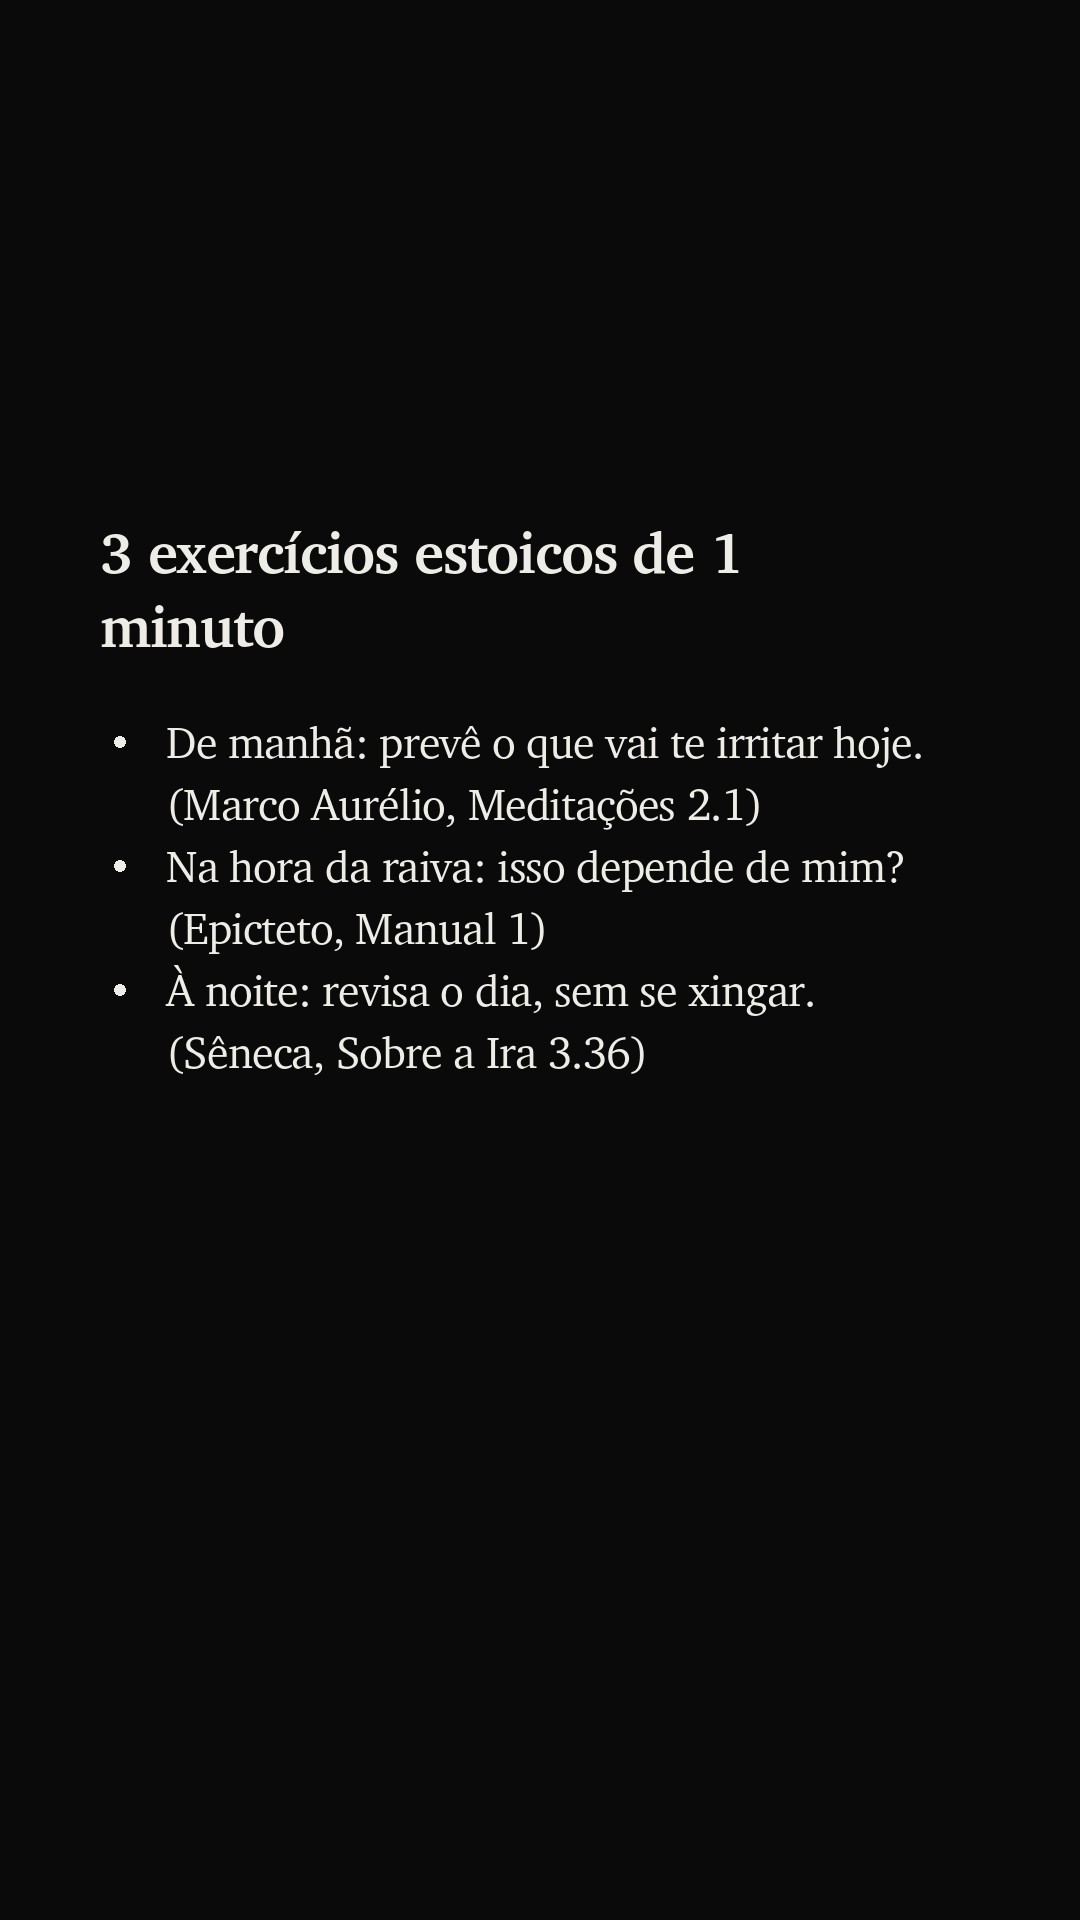 3 exercícios estoicos de 1
minuto
• De manhã: prevê o que vai te irritar hoje.
(Marco Aurélio, Meditações 2.1)
• Na hora da raiva: isso depende de mim?
(Epicteto, Manual 1)
• À noite: revisa o dia, sem se xingar.
(Sêneca, Sobre a Ira 3.36)